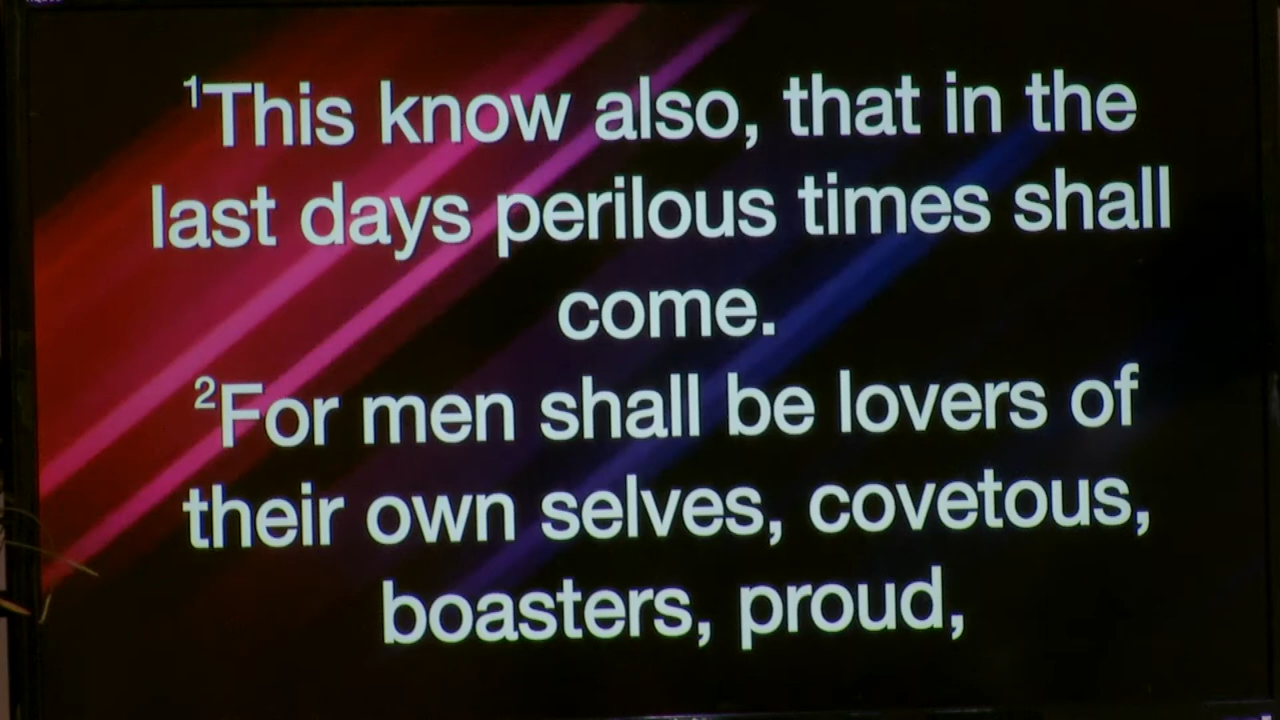 ¹This know also, that in the
last days perilous times shall
come.
²For men shall be lovers of
their own selves, covetous,
boasters, proud,